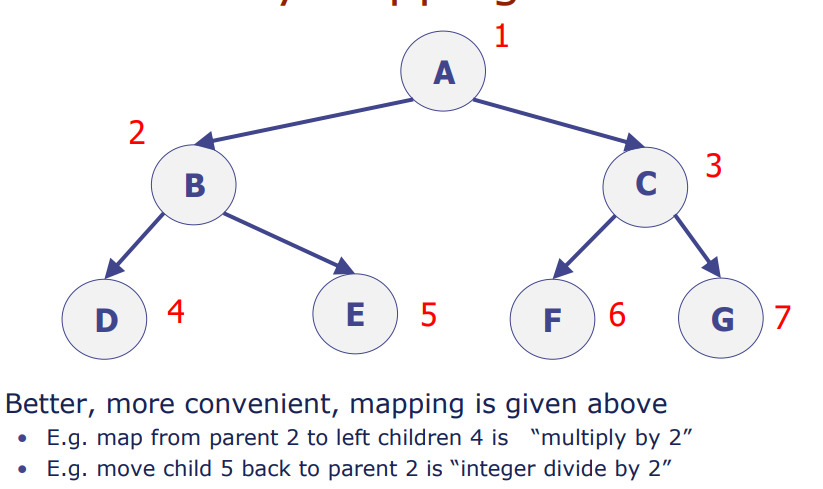 1
A
2
3
B
C
4
5
6
7
D
E
F
G
Better, more convenient, mapping is given above
• E.g. map from parent 2 to left children 4 is “multiply by 2”
• E.g. move child 5 back to parent 2 is “integer divide by 2”